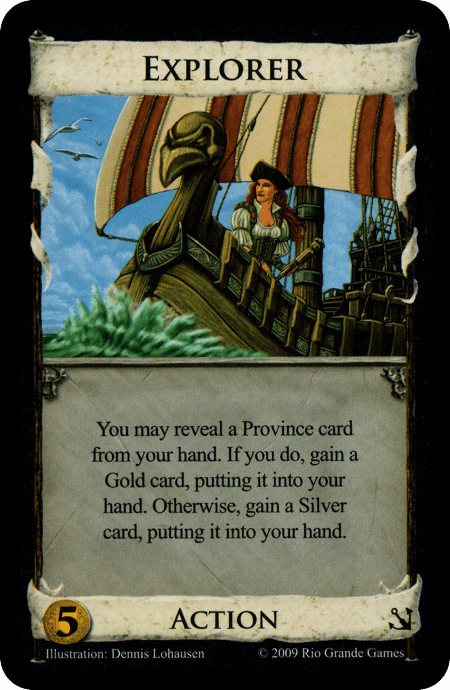 EXPLORER
You may reveal a Province card
from your hand. If you do, gain a
Gold card, putting it into your
hand. Otherwise, gain a Silver
card, putting it into your hand.
5
ACTION
Illustration: Dennis Lohausen © 2009 Rio Grande Games